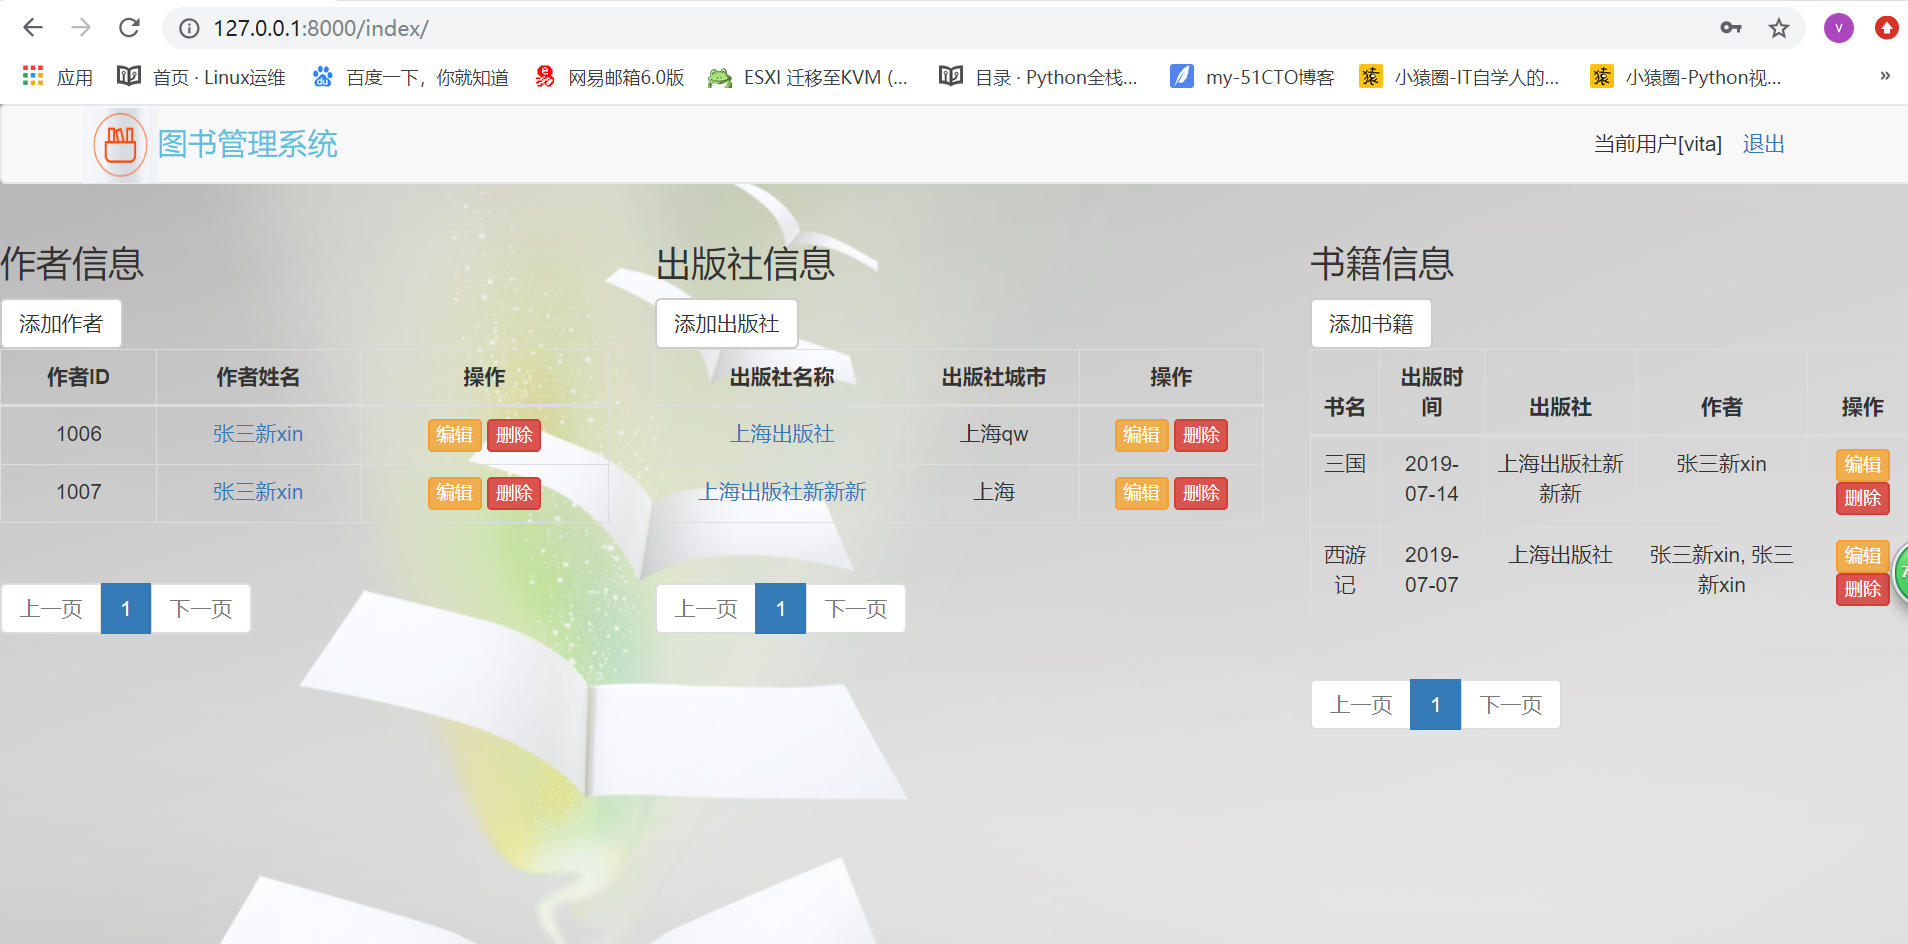 127.0.0.1:8000/index/
V
应用 首页 · Linux运维 百度一下，你就知道 网易邮箱6.0版 ESXI 迁移至KVM (... 目录 · Python全栈... my-51CTO博客 猿 小猿圈-IT自学人的... 猿 小猿圈-Python视... »
图书管理系统 当前用户[vita] 退出
作者信息
添加作者
作者ID 作者姓名 操作
1006 张三新xin 编辑 删除
1007 张三新xin 编辑 删除
上一页 1 下一页
出版社信息
添加出版社
出版社名称 出版社城市 操作
上海出版社 上海qw 编辑 删除
上海出版社新新新 上海 编辑 删除
上一页 1 下一页
书籍信息
添加书籍
书名 出版时间 出版社 作者 操作
三国 2019-07-14 上海出版社新新新 张三新xin 编辑 删除
西游记 2019-07-07 上海出版社 张三新xin, 张三新xin 编辑 删除
上一页 1 下一页